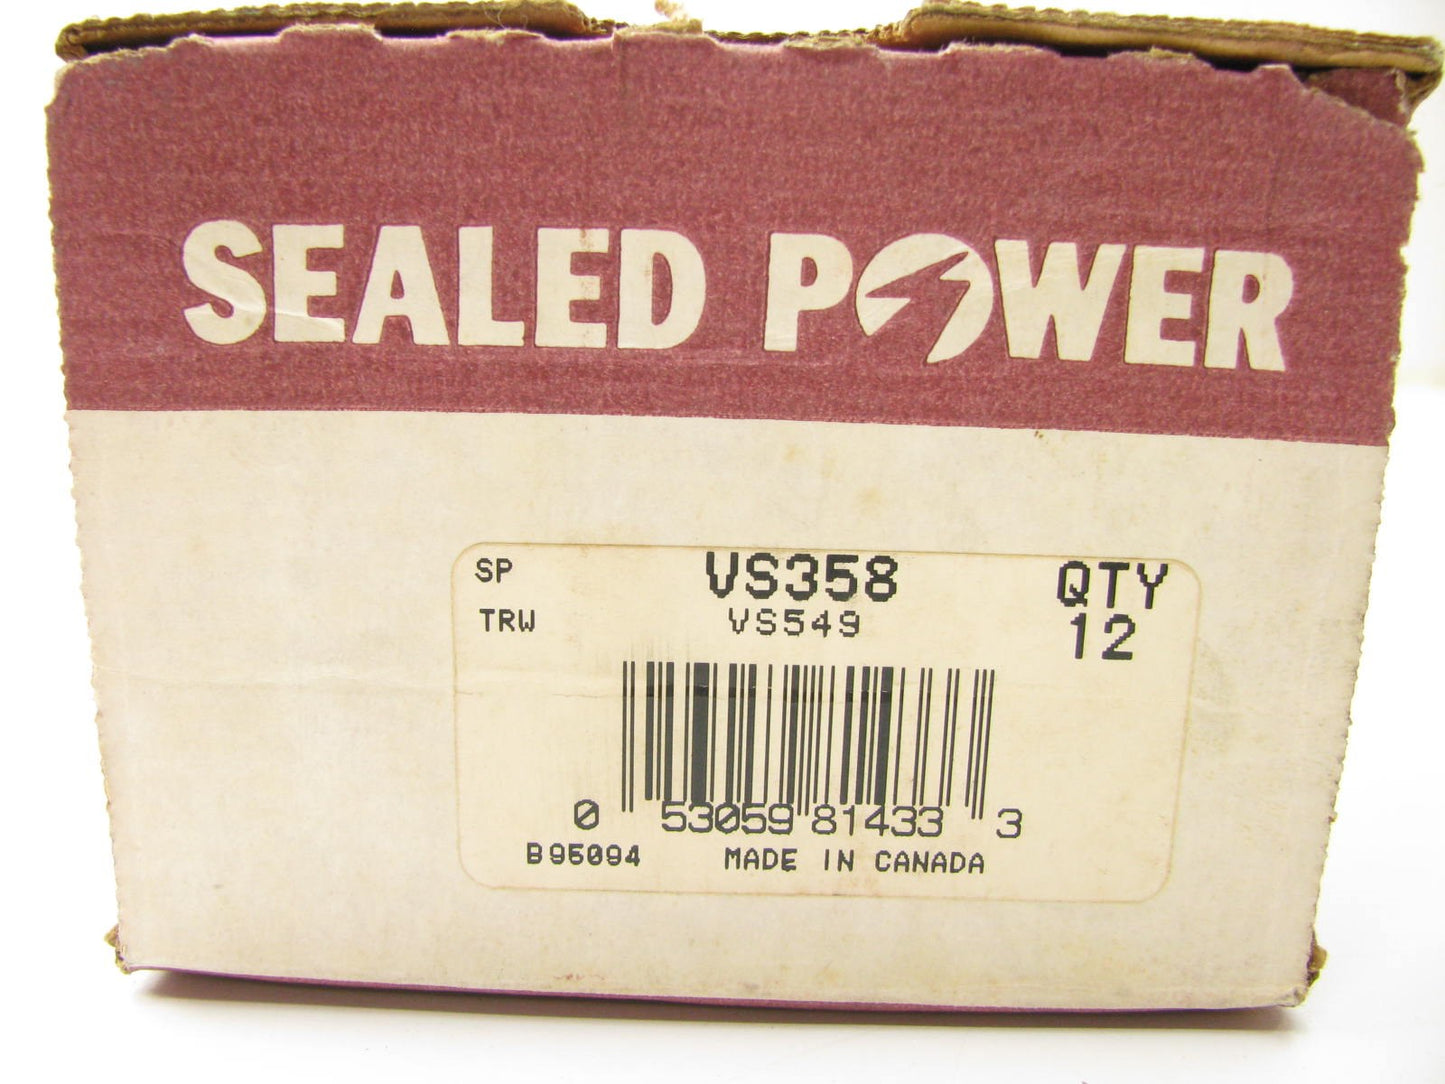 SEALED POWER
SP VS358 QTY
TRW VS549 12
0 53059 81433 3
B95094 MADE IN CANADA